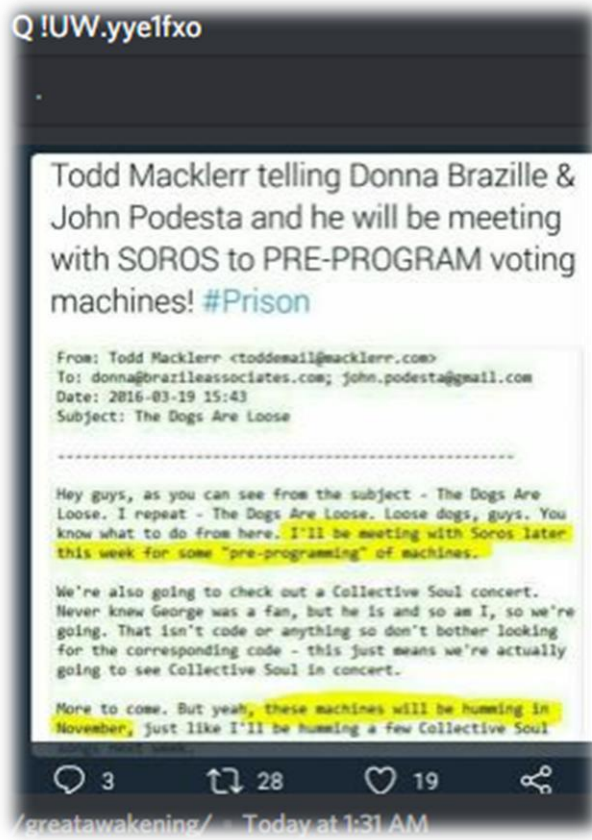 Q !UW.yye1fxo
Todd Macklerr telling Donna Brazille &
John Podesta and he will be meeting
with SOROS to PRE-PROGRAM voting
machines! #Prison
From: Todd Macklerr <toddemail@macklerr.com>
To: donna@brazileassociates.com; john.podesta@gmail.com
Date: 2016-03-19 15:43
Subject: The Dogs Are Loose
--------------------------------------------------
Hey guys, as you can see from the subject - The Dogs Are
Loose. I repeat - The Dogs Are Loose. Loose dogs, guys. You
know what to do from here. I'll be meeting with Soros later
this week for some "pre-programming" of machines.
We're also going to check out a Collective Soul concert.
Never knew George was a fan, but he is and so am I, so we're
going. That isn't code or anything so don't bother looking
for the corresponding code - this just means we're actually
going to see Collective Soul in concert.
More to come. But yeah, these machines will be humming in
November, just like I'll be humming a few Collective Soul
songs next week.
3 28 19
/greatawakening/ Today at 1:31 AM